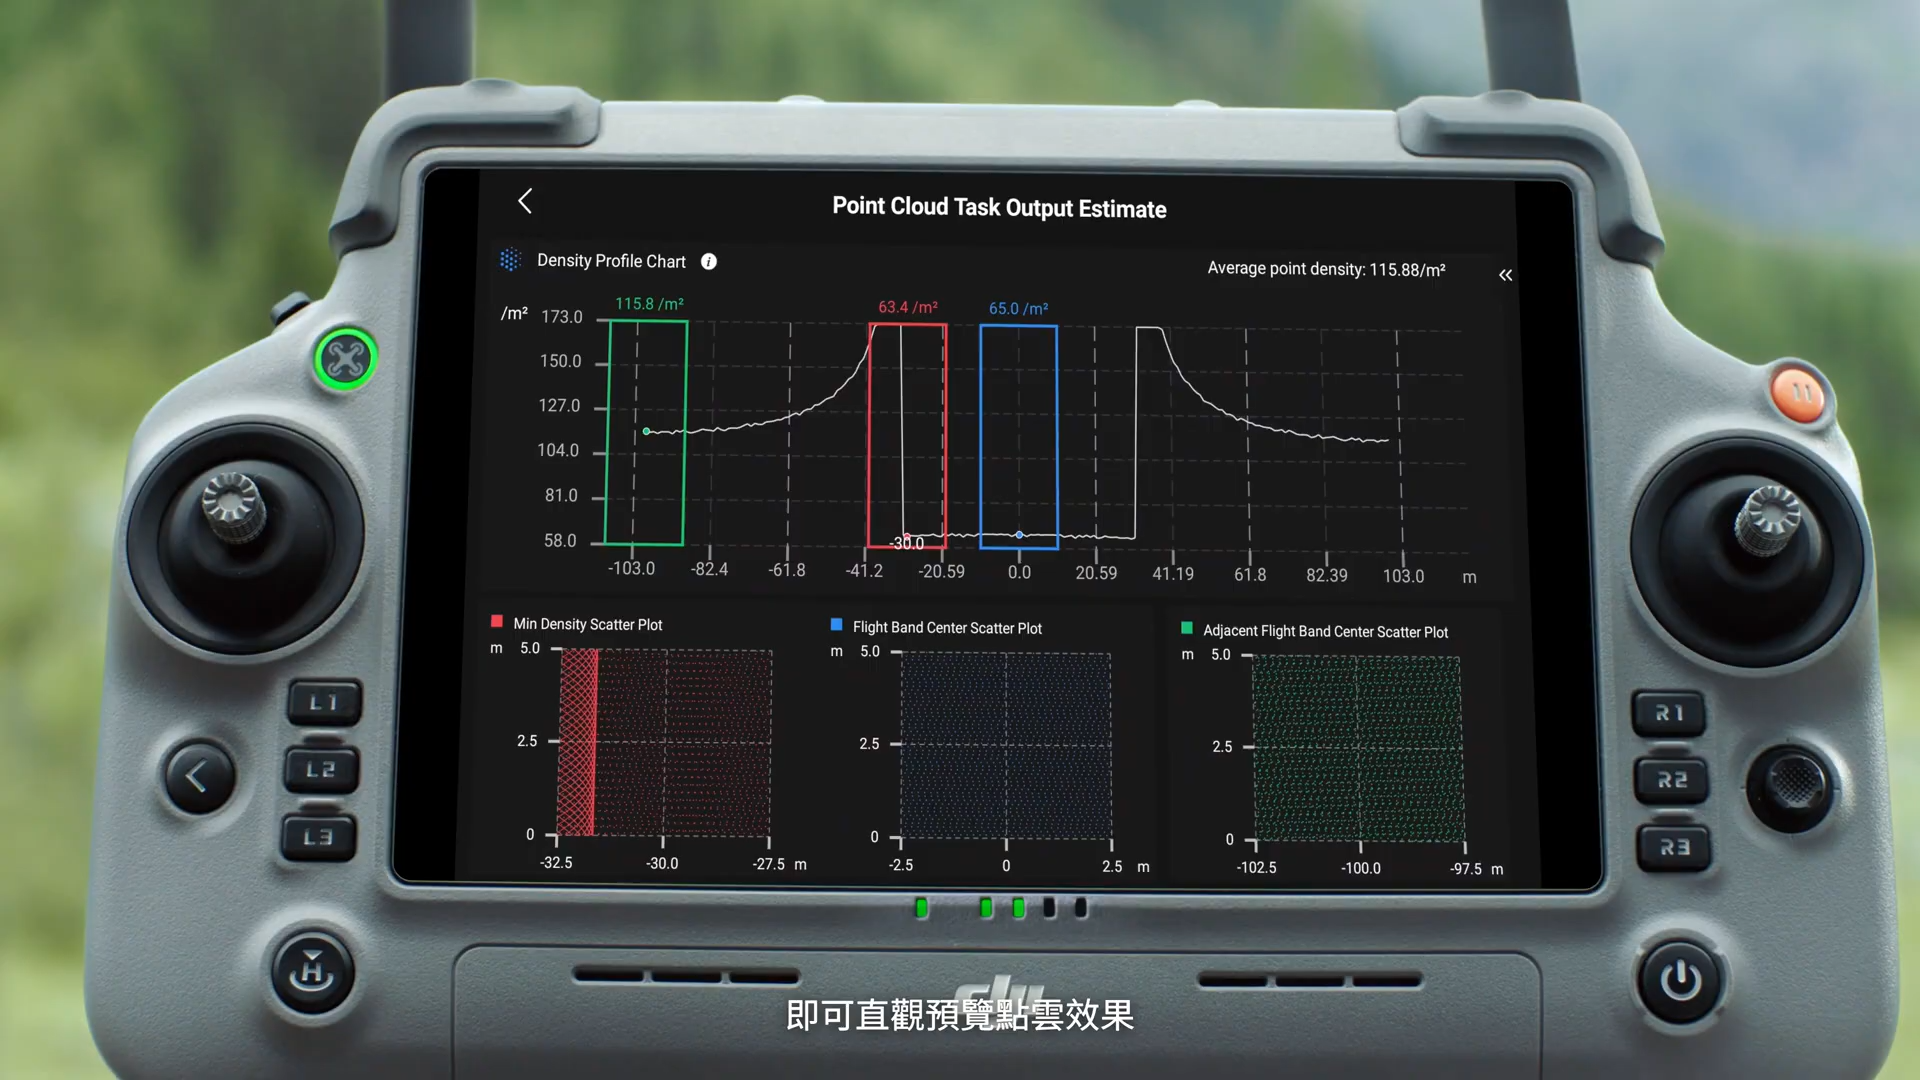 Point Cloud Task Output Estimate
Density Profile Chart
Average point density: 115.88/m²
/m²
115.8 /m²
63.4 /m²
65.0 /m²
173.0
150.0
127.0
104.0
81.0
58.0
-30.0
-103.0 -82.4 -61.8 -41.2 -20.59 0.0 20.59 41.19 61.8 82.39 103.0 m
Min Density Scatter Plot
m 5.0
2.5
0
-32.5 -30.0 -27.5 m
Flight Band Center Scatter Plot
m 5.0
2.5
0
-2.5 0 2.5 m
Adjacent Flight Band Center Scatter Plot
m 5.0
2.5
0
-102.5 -100.0 -97.5 m
L1
L2
L3
R1
R2
R3
H
dji
即可直觀預覽點雲效果